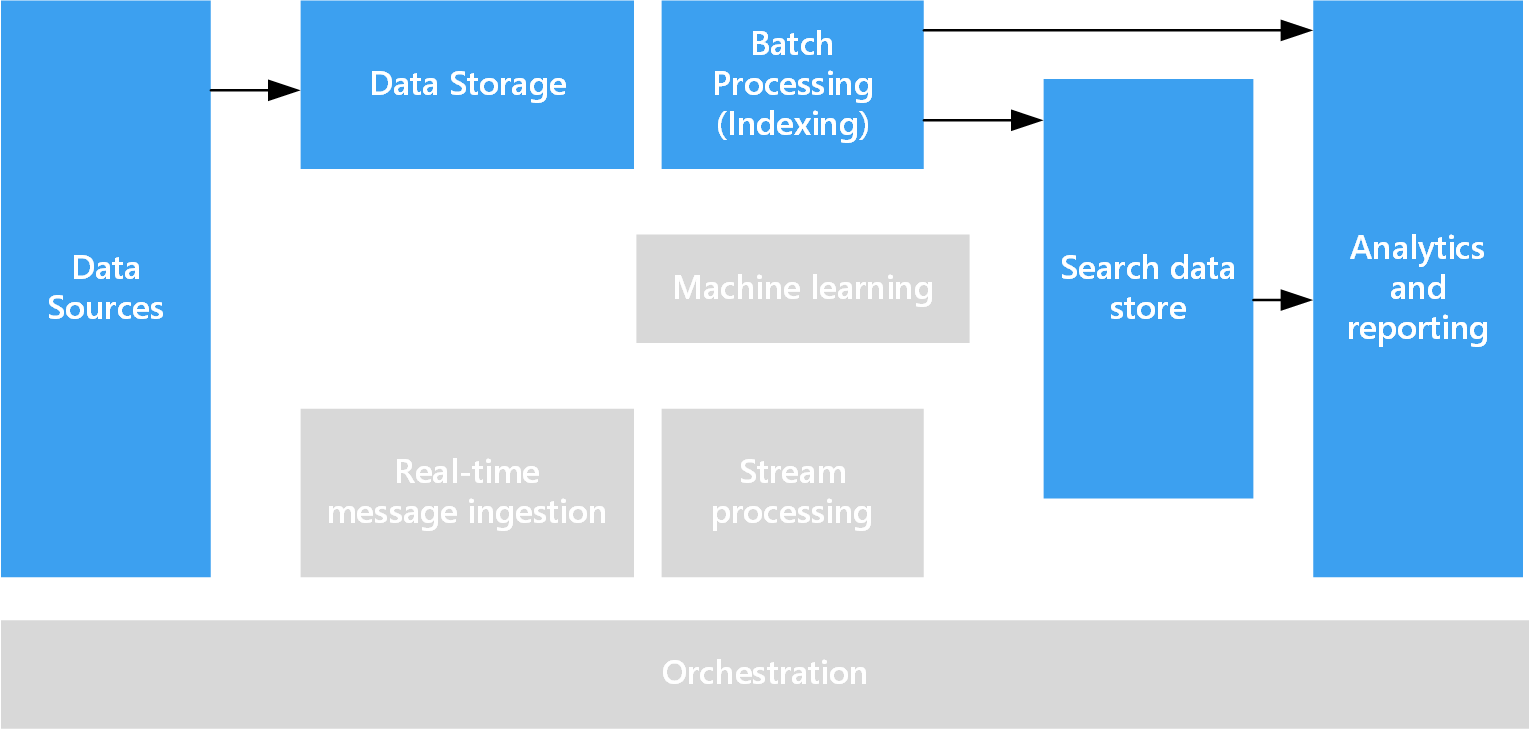 Data
Sources
Data Storage
Batch
Processing
(Indexing)
Machine learning
Real-time
message ingestion
Stream
processing
Search data
store
Analytics
and
reporting
Orchestration